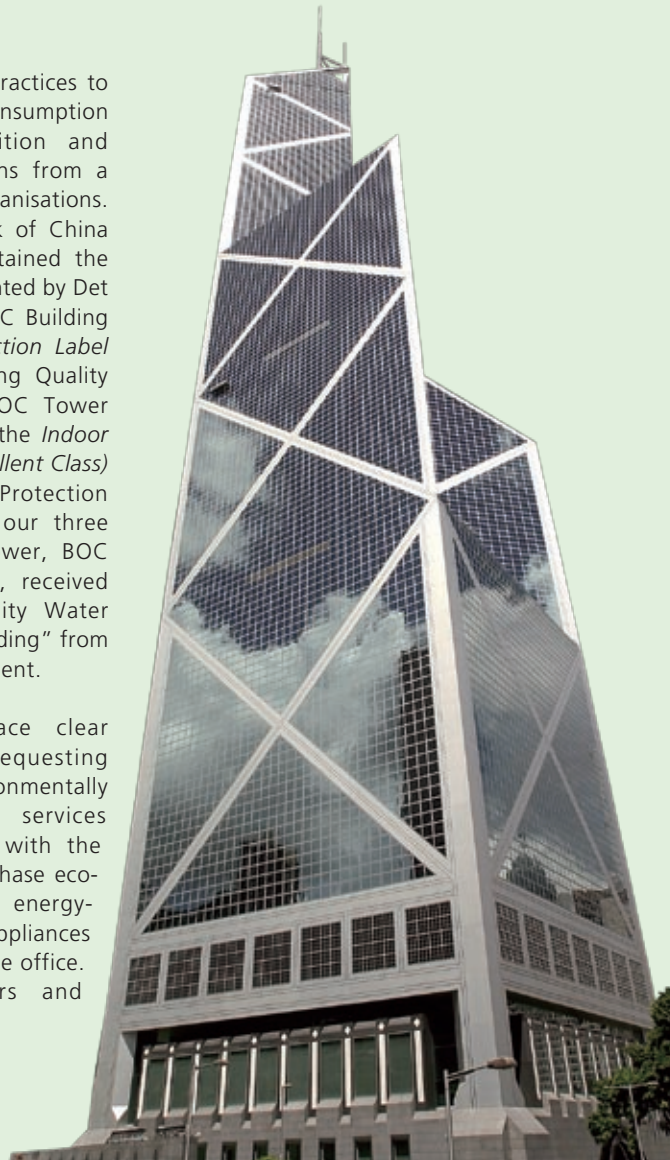 ractices to
nsumption
ition and
ns from a
anisations.
k of China
tained the
ted by Det
C Building
ction Label
ng Quality
OC Tower
the Indoor
llent Class)
Protection
our three
wer, BOC
, received
ity Water
ding” from
ent.
ace clear
equesting
onmentally
services
with the
hase eco-
energy-
ppliances
e office.
rs and